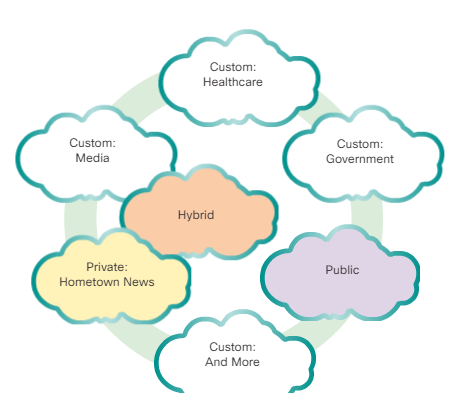 Custom:
Healthcare
Custom:
Media
Custom:
Government
Hybrid
Private:
Hometown News
Public
Custom:
And More